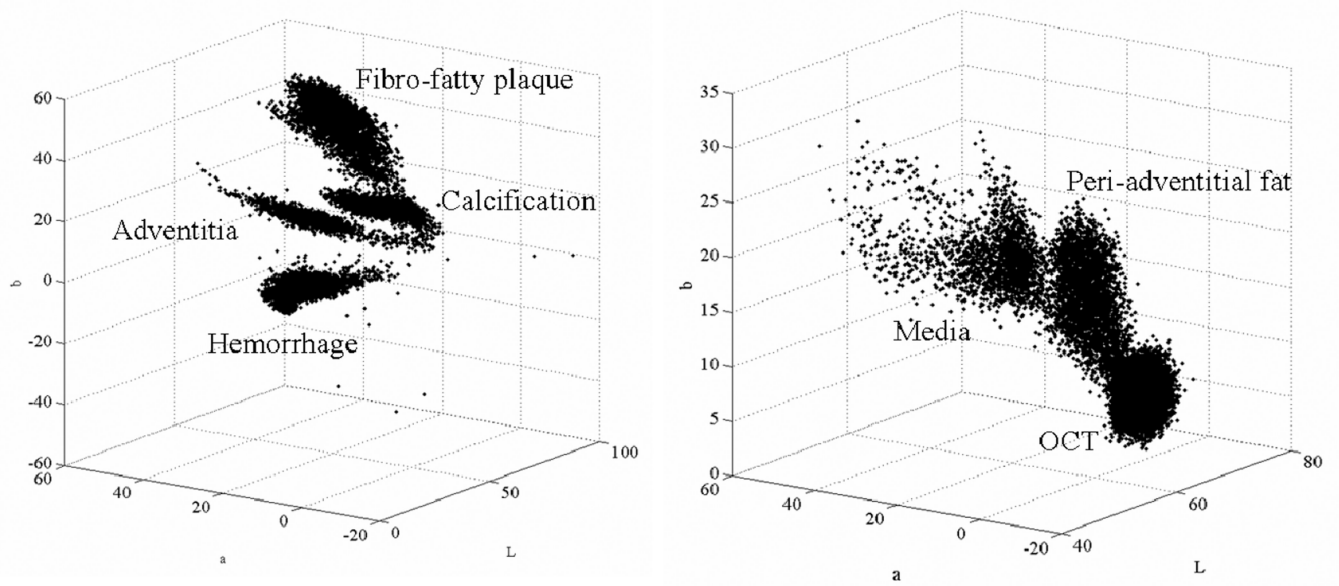 Fibro-fatty plaque
Calcification
Adventitia
Hemorrhage
60
40
20
0
-20
-40
-60
b
60
40
20
0
-20
a
0
50
100
L
Peri-adventitial fat
Media
OCT
35
30
25
20
15
10
5
0
b
60
40
20
0
-20
a
40
60
80
L